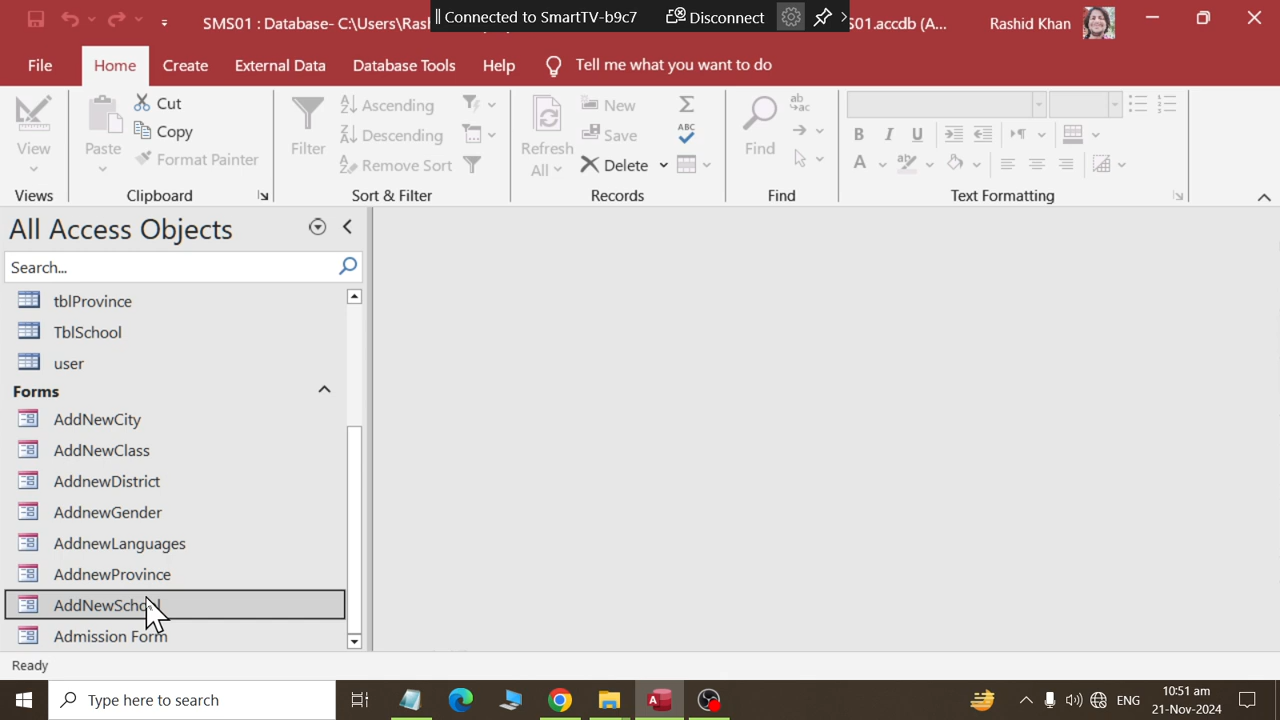 SMS01 : Database- C:\Users\Ras
Connected to SmartTV-b9c7
Disconnect
S01.accdb (A...
Rashid Khan
File
Home
Create
External Data
Database Tools
Help
Tell me what you want to do
View
Views
Paste
Cut
Copy
Format Painter
Clipboard
Filter
Ascending
Descending
Remove Sort
Sort & Filter
Refresh
All
New
Save
Delete
Records
Find
Find
Text Formatting
All Access Objects
Search...
tblProvince
TblSchool
user
Forms
AddNewCity
AddNewClass
AddnewDistrict
AddnewGender
AddnewLanguages
AddnewProvince
AddNewSchool
Admission Form
Ready
Type here to search
ENG
10:51 am
21-Nov-2024